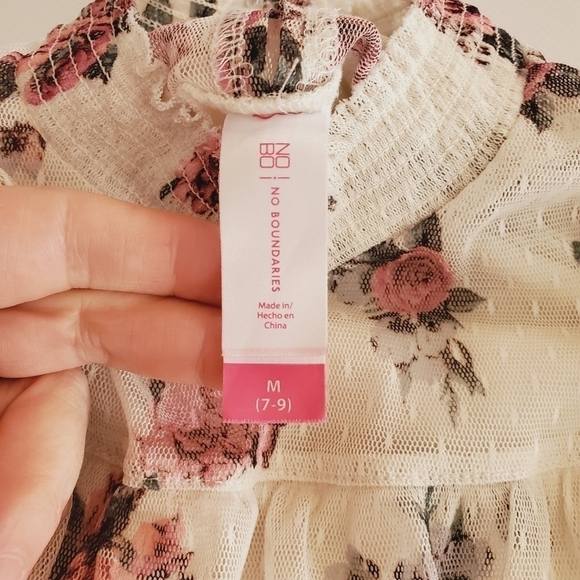 NO!
BO!
NO BOUNDARIES
Made in/
Hecho en
China
M
(7-9)